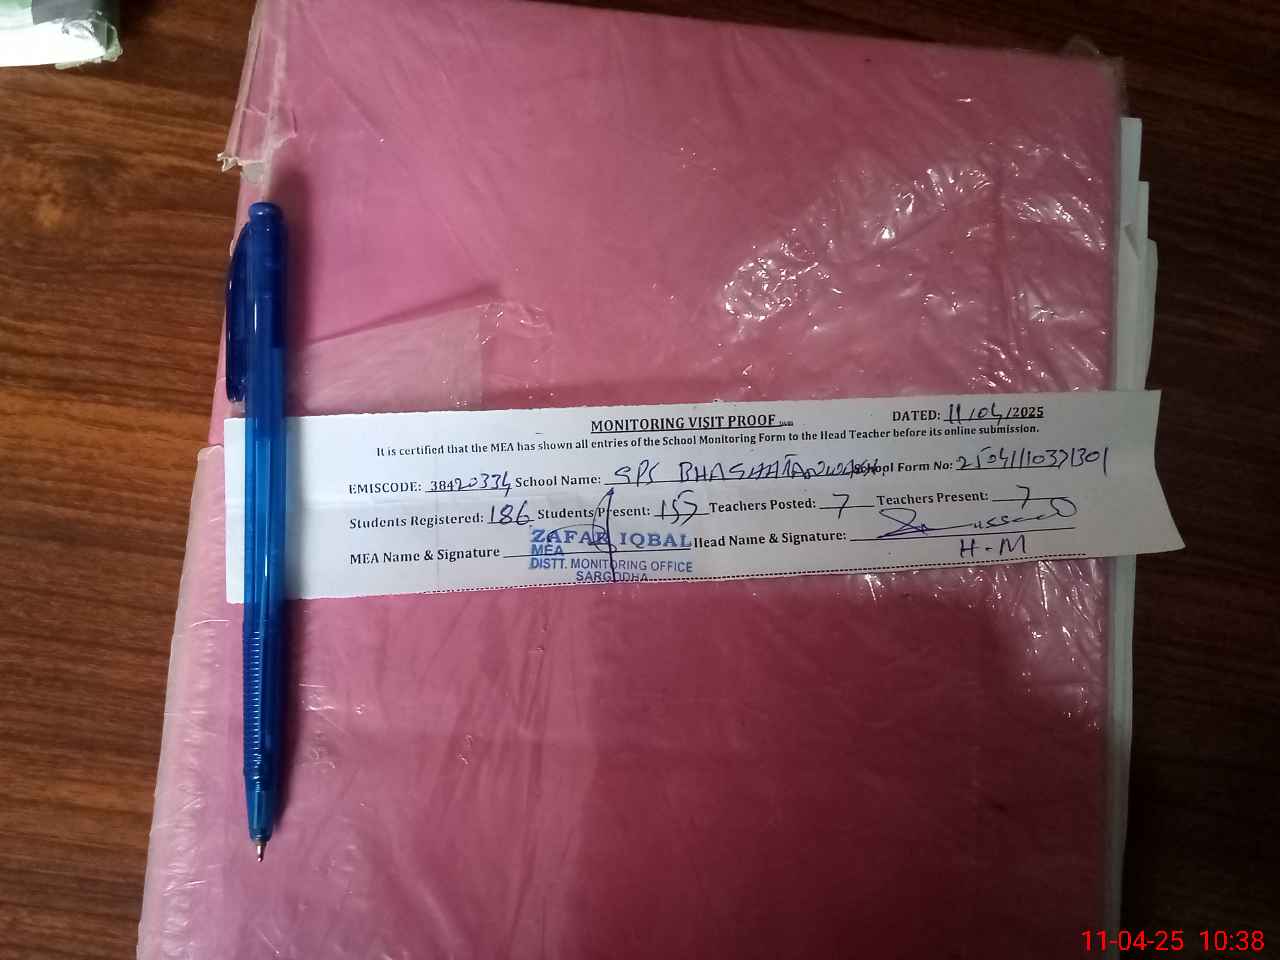 MONITORING VISIT PROOF
DATED: 11/04/2025
It is certified that the MEA has shown all entries of the School Monitoring Form to the Head Teacher before its online submission.
EMISCODE: 38420334 School Name: SPS School Form No:
Students Registered: 186 Students Present: 155 Teachers Posted: 7 Teachers Present: 7
MEA Name & Signature Head Name & Signature:
H-M
ZAFAR IQBAL
MEA
DISTT. MONITORING OFFICE
SARGODHA
11-04-25 10:38